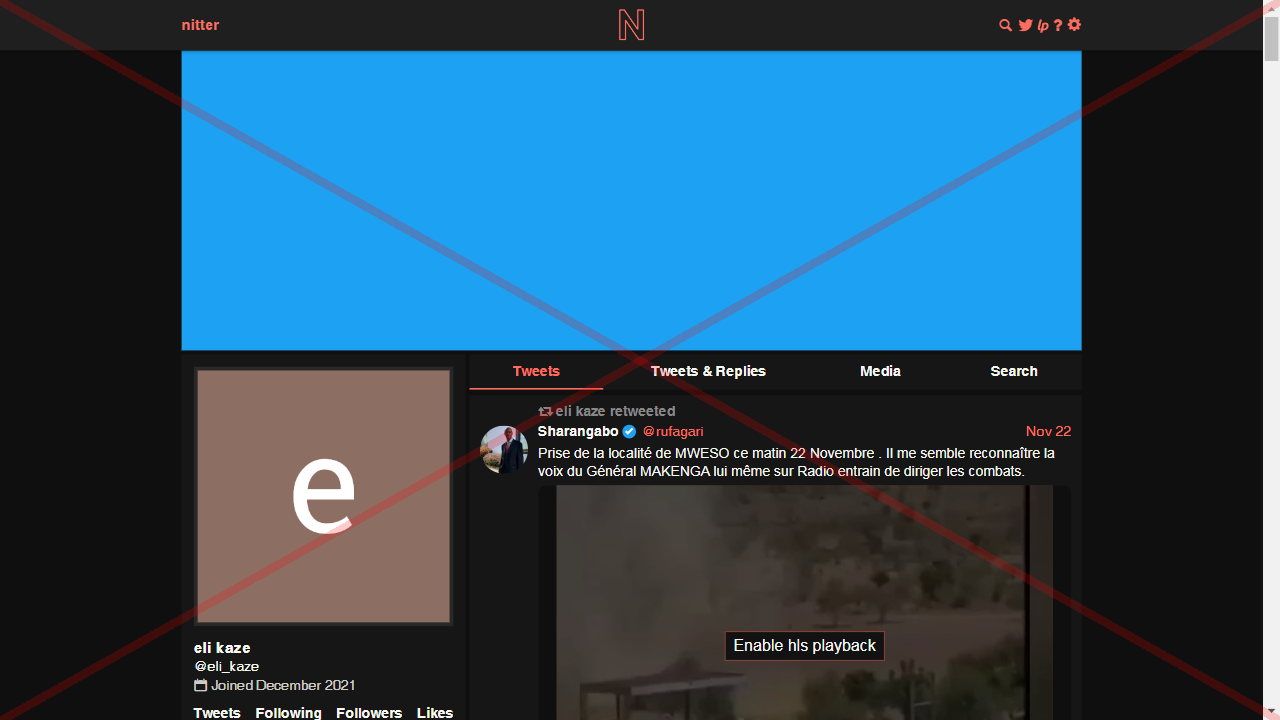 nitter
N
lp ?
Tweets Tweets & Replies Media Search
e
eli kaze
@eli_kaze
Joined December 2021
Tweets Following Followers Likes
eli kaze retweeted
Sharangabo @rufagari Nov 22
Prise de la localité de MWESO ce matin 22 Novembre . Il me semble reconnaître la
voix du Général MAKENGA lui même sur Radio entrain de diriger les combats.
Enable hls playback